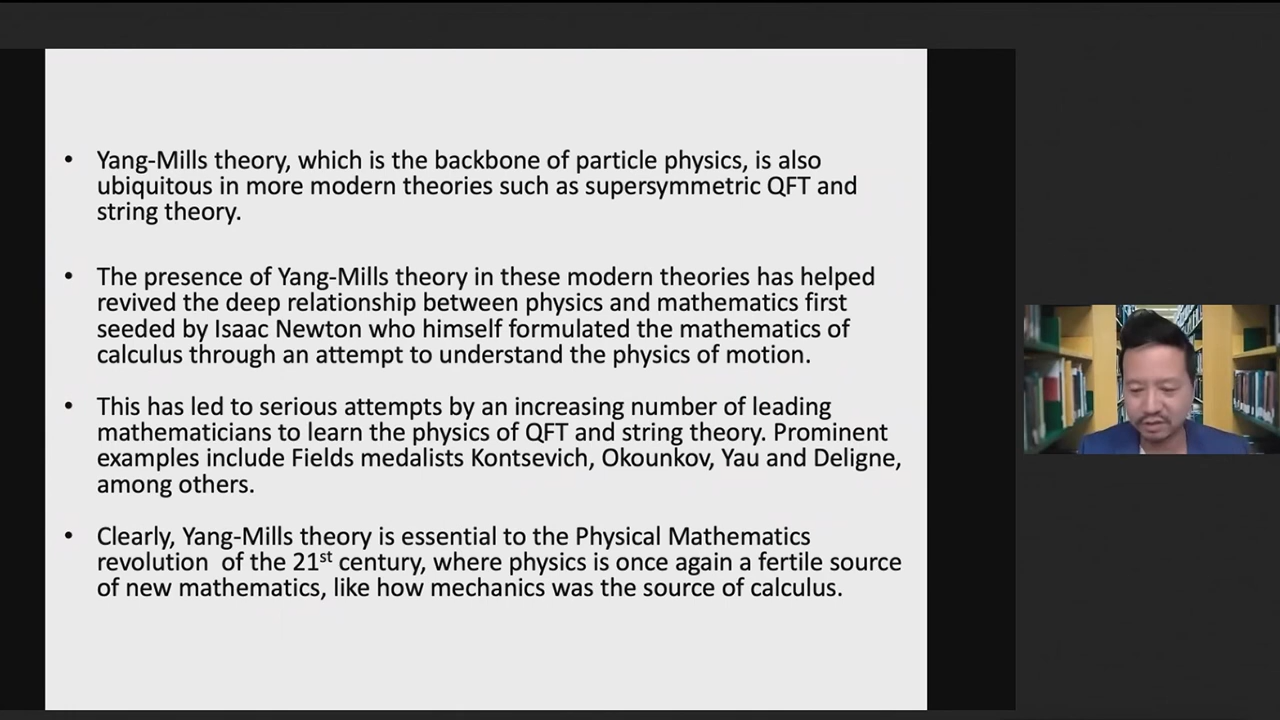 • Yang-Mills theory, which is the backbone of particle physics, is also
ubiquitous in more modern theories such as supersymmetric QFT and
string theory.
• The presence of Yang-Mills theory in these modern theories has helped
revived the deep relationship between physics and mathematics first
seeded by Isaac Newton who himself formulated the mathematics of
calculus through an attempt to understand the physics of motion.
• This has led to serious attempts by an increasing number of leading
mathematicians to learn the physics of QFT and string theory. Prominent
examples include Fields medalists Kontsevich, Okounkov, Yau and Deligne,
among others.
• Clearly, Yang-Mills theory is essential to the Physical Mathematics
revolution of the 21st century, where physics is once again a fertile source
of new mathematics, like how mechanics was the source of calculus.